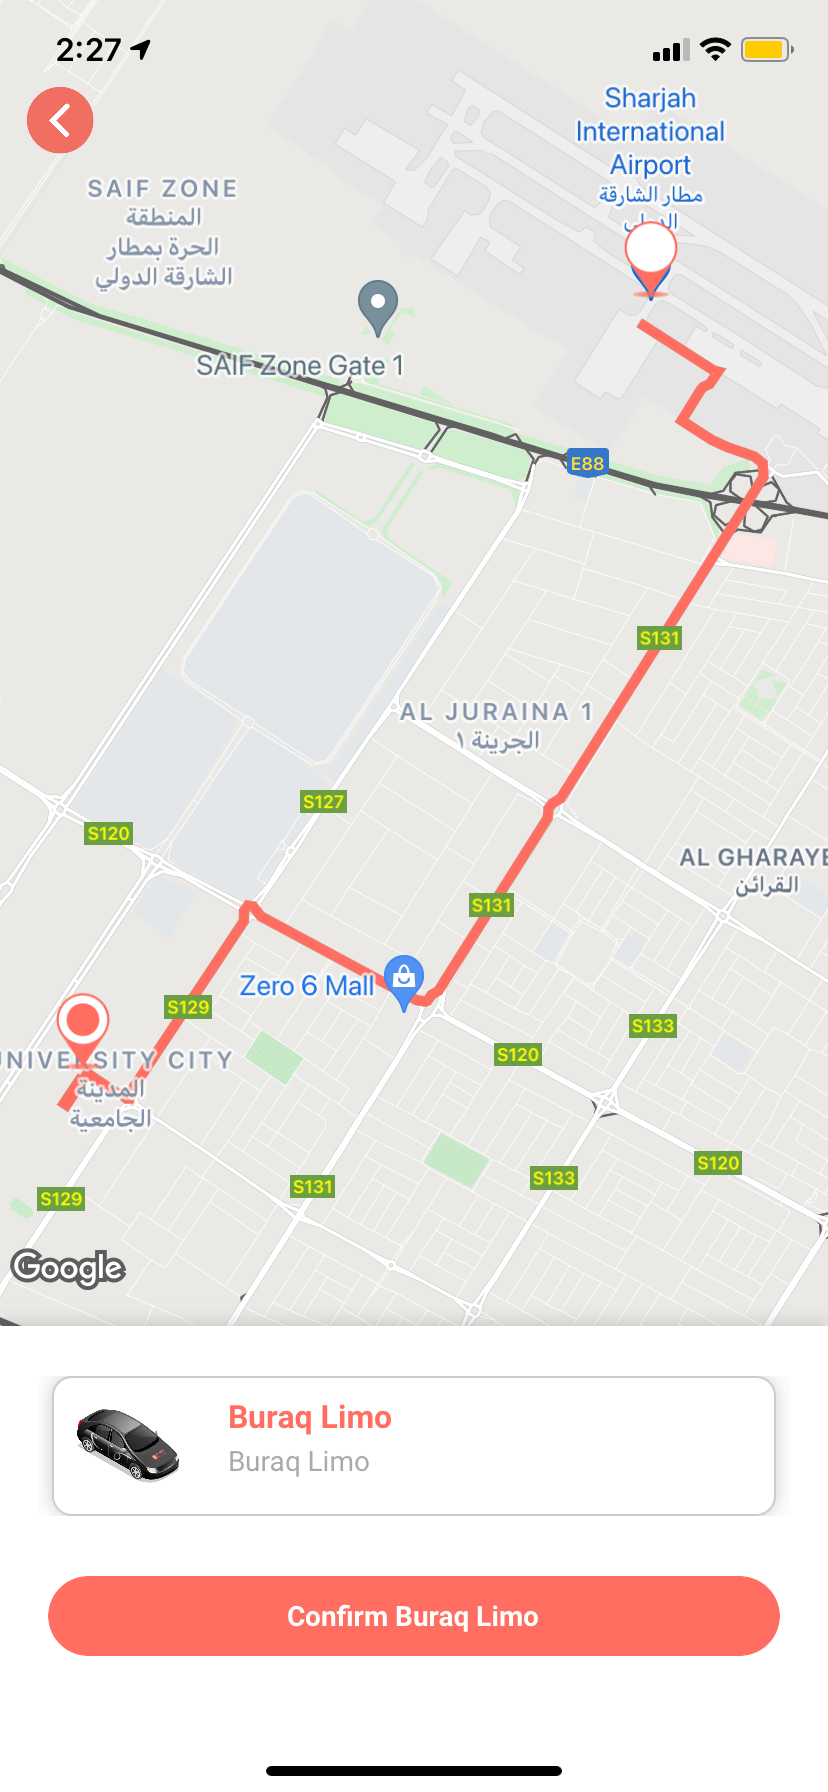 2:27
Sharjah
International
Airport
مطار الشارقة
الدولي
SAIF ZONE
المنطقة
الحرة بمطار
الشارقة الدولي
SAIF Zone Gate 1
E88
S131
AL JURAINA 1
الجرينة ١
S127
S120
AL GHARAYE
القرائن
S131
Zero 6 Mall
S129
S133
S120
UNIVERSITY CITY
المدينة
الجامعية
S120
S133
S131
S129
Google
Buraq Limo
Buraq Limo
Confirm Buraq Limo